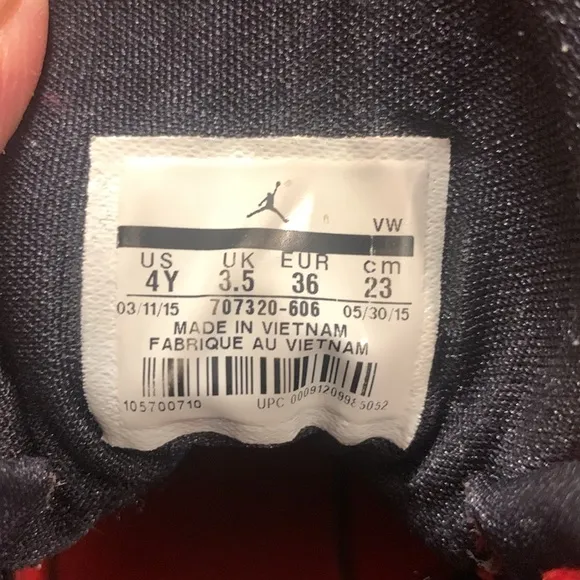 VW
US UK EUR cm
4Y 3.5 36 23
03/11/15 707320-606 05/30/15
MADE IN VIETNAM
FABRIQUE AU VIETNAM
105700710 UPC